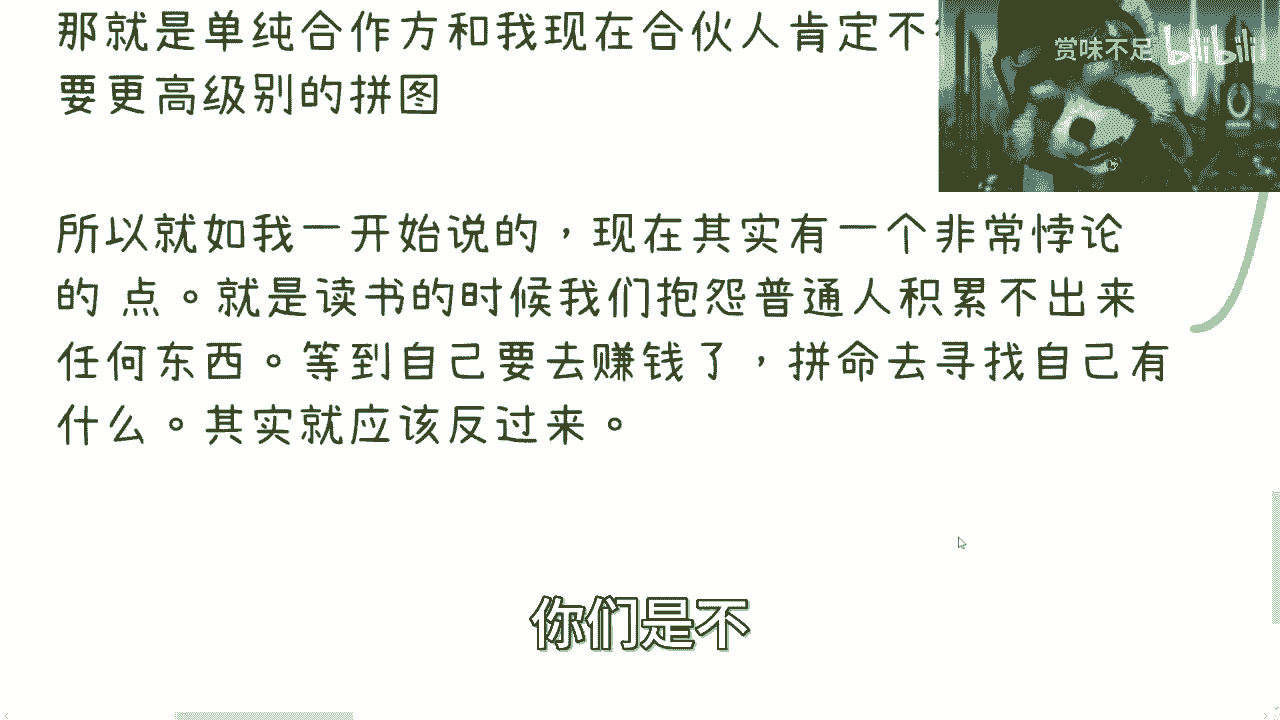 那就是单纯合作方和我现在合伙人肯定不
要更高级别的拼图
赏味不足 bilibili
所以就如我一开始说的，现在其实有一个非常悖论
的 点。就是读书的时候我们抱怨普通人积累不出来
任何东西。等到自己要去赚钱了，拼命去寻找自己有
什么。其实就应该反过来。
你们是不